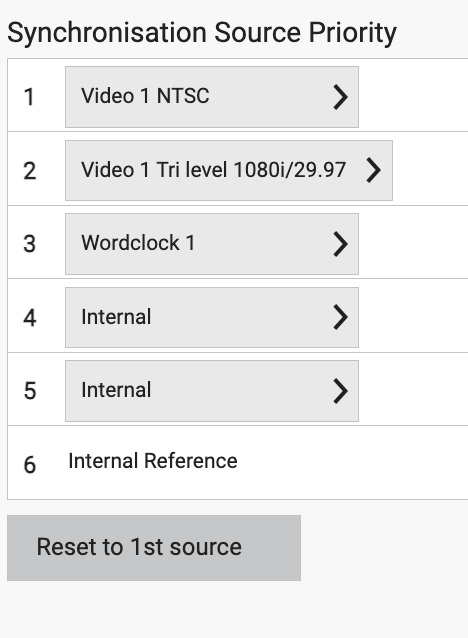 Synchronisation Source Priority
1 Video 1 NTSC
2 Video 1 Tri level 1080i/29.97
3 Wordclock 1
4 Internal
5 Internal
6 Internal Reference
Reset to 1st source